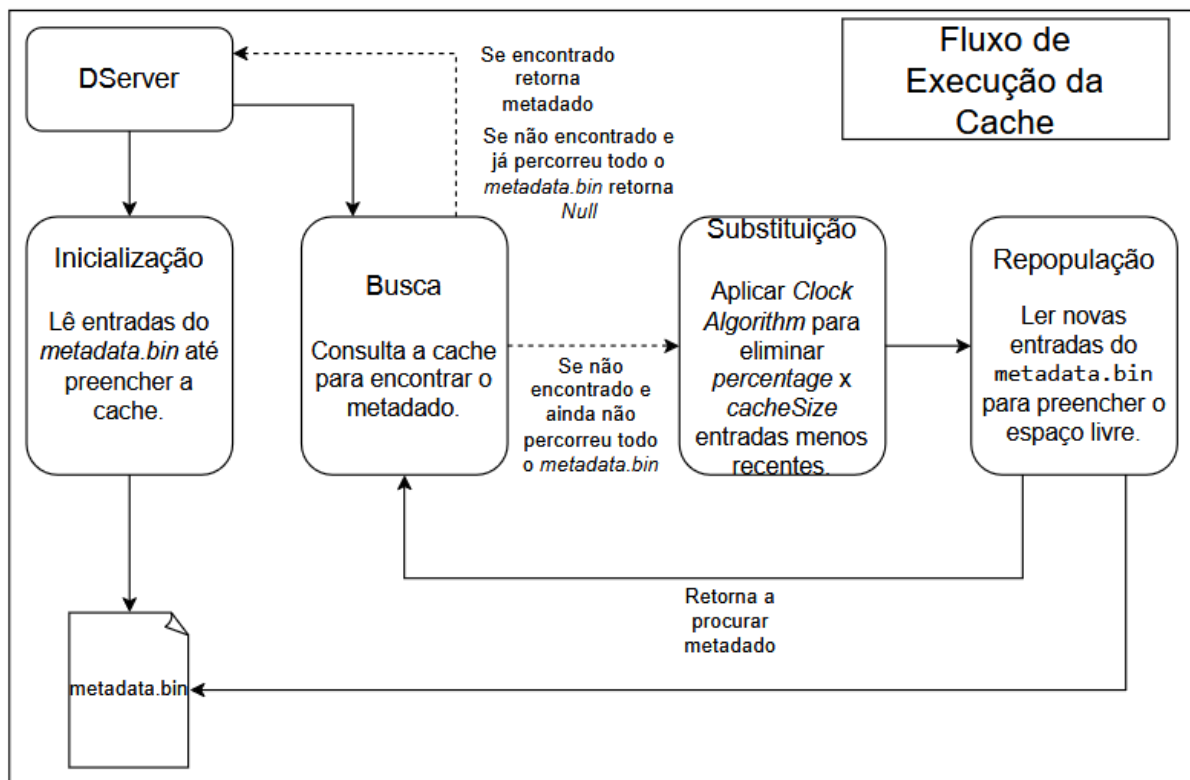 Fluxo de
Execução da
Cache
DServer
Se encontrado
retorna
metadado
Se não encontrado e
já percorreu todo o
metadata.bin retorna
Null
Inicialização
Lê entradas do
metadata.bin até
preencher a
cache.
Busca
Consulta a cache
para encontrar o
metadado.
Se não
encontrado e
ainda não
percorreu todo
o metadata.bin
Substituição
Aplicar Clock
Algorithm para
eliminar
percentage x
cacheSize
entradas menos
recentes.
Repopulação
Ler novas
entradas do
metadata.bin
para preencher o
espaço livre.
Retorna a
procurar
metadado
metadata.bin